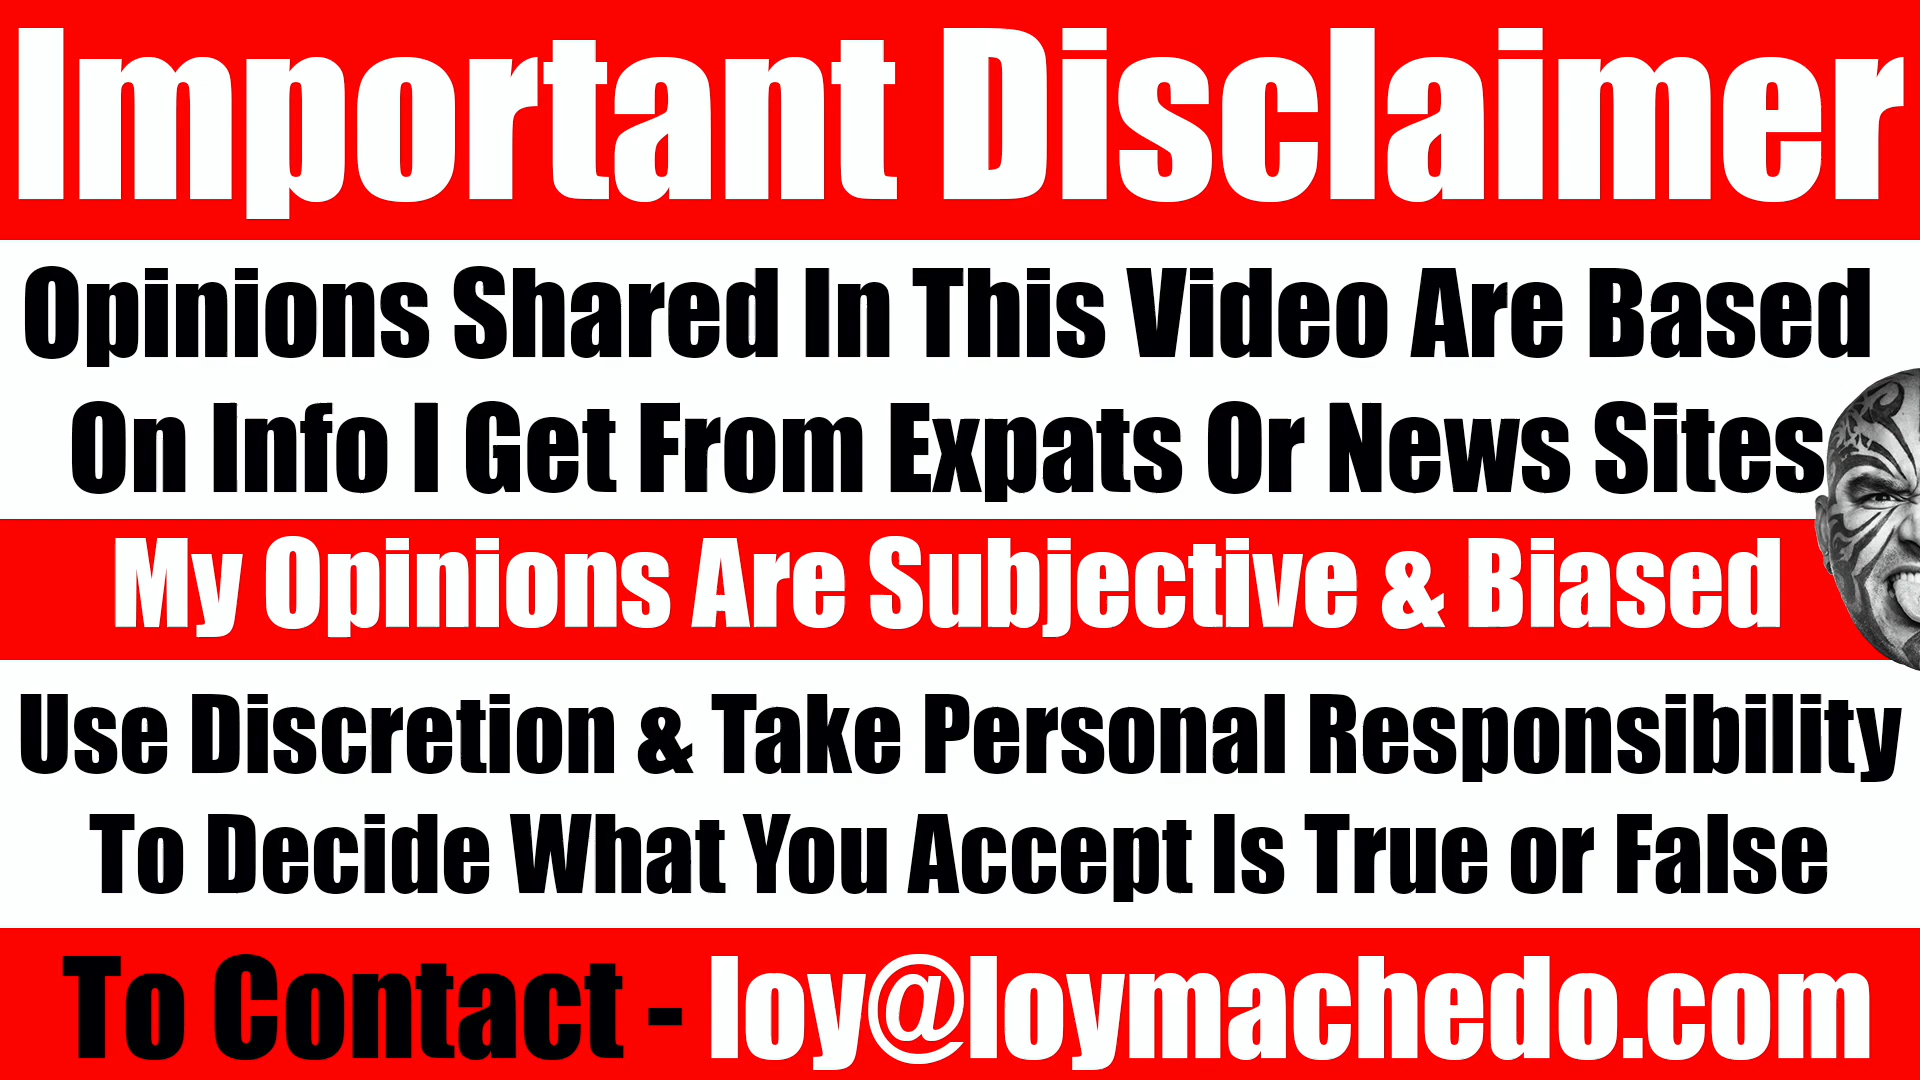 Important Disclaimer
Opinions Shared In This Video Are Based
On Info I Get From Expats Or News Sites
My Opinions Are Subjective & Biased
Use Discretion & Take Personal Responsibility
To Decide What You Accept Is True or False
To Contact - loy@loymachedo.com